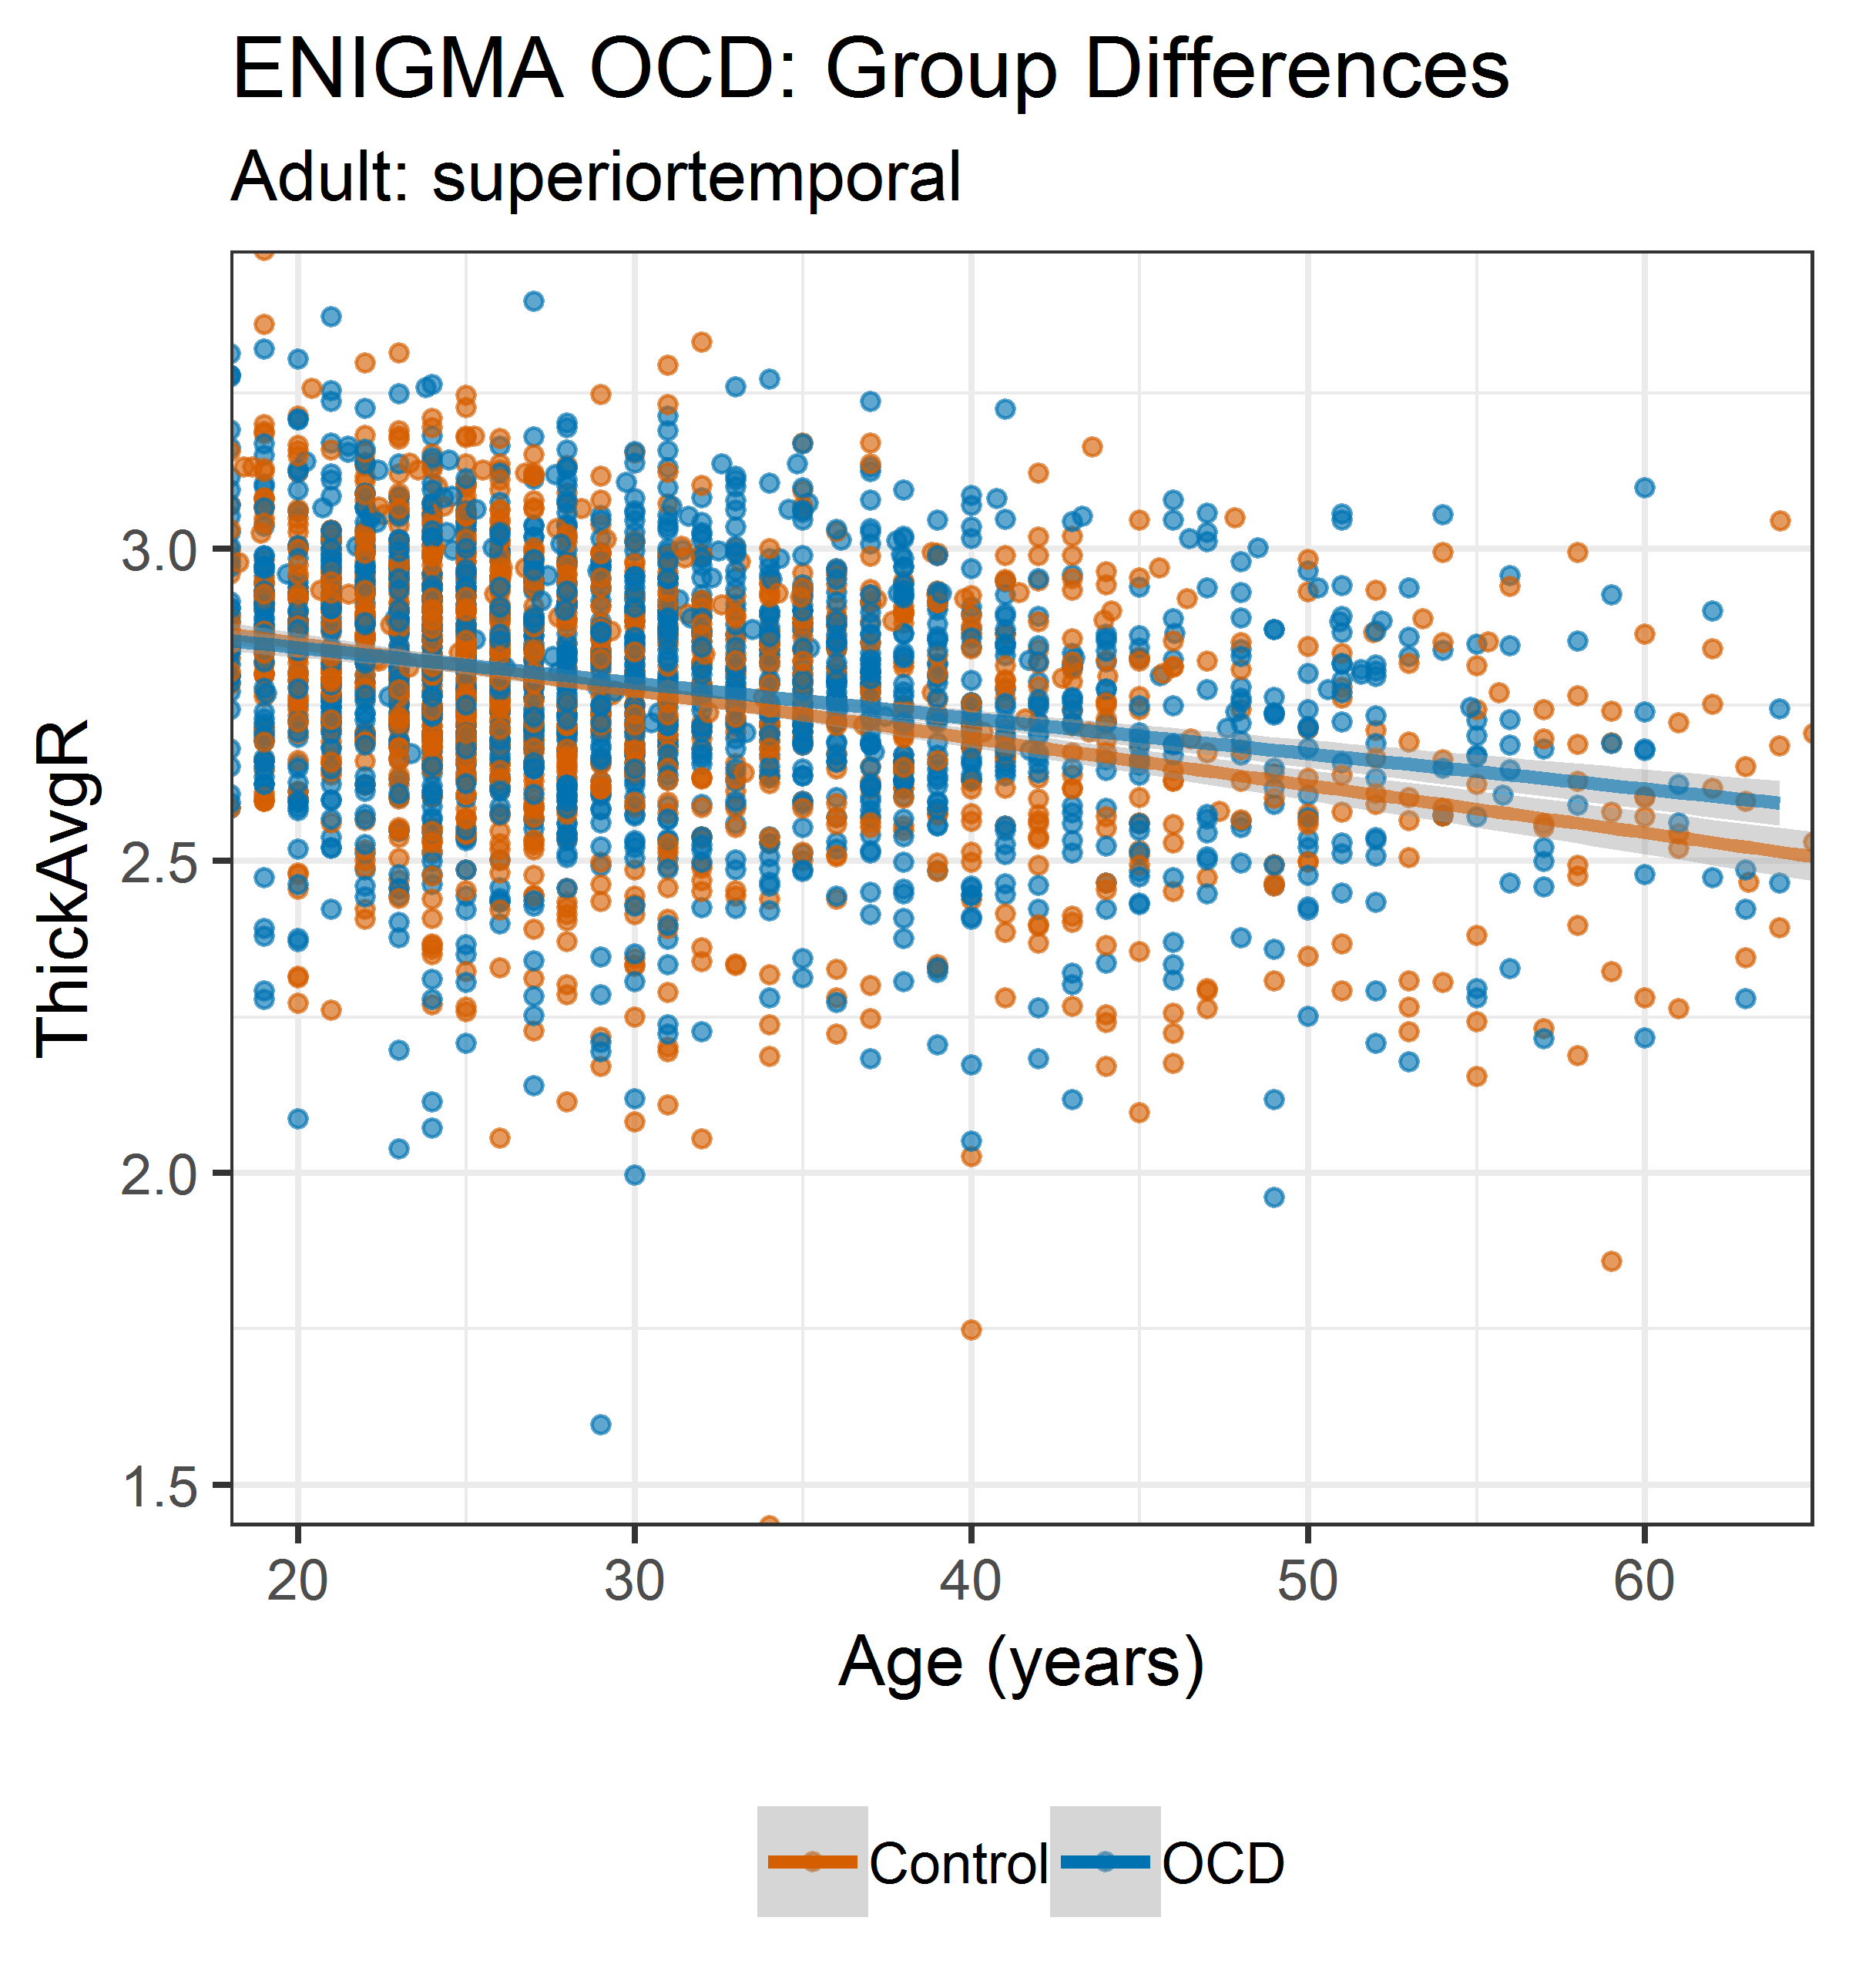 ENIGMA OCD: Group Differences
Adult: superiortemporal
ThickAvgR
3.0
2.5
2.0
1.5
20 30 40 50 60
Age (years)
Control OCD